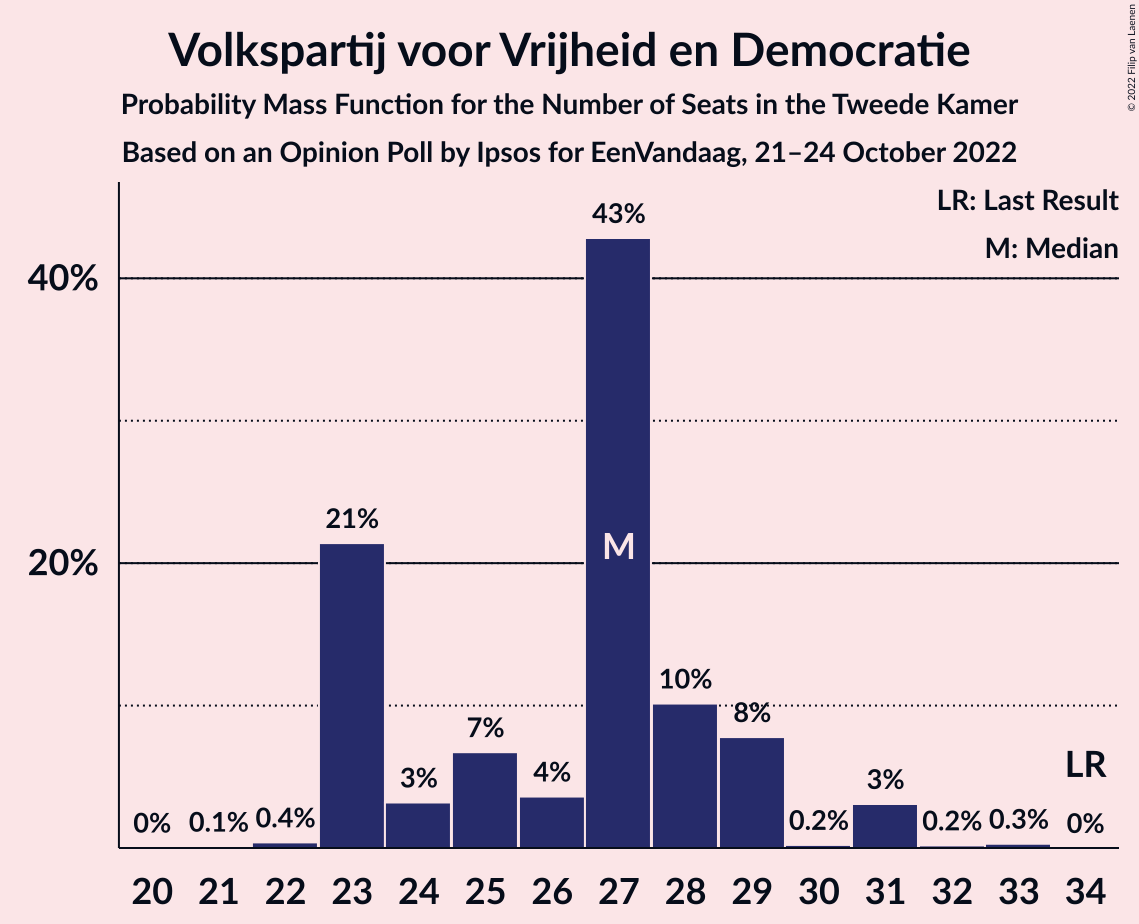 Volkspartij voor Vrijheid en Democratie
Probability Mass Function for the Number of Seats in the Tweede Kamer
Based on an Opinion Poll by Ipsos for EenVandaag, 21–24 October 2022
© 2022 Filip van Laenen
LR: Last Result
M: Median
40%
20%
0%
0.1%
0.4%
21%
3%
7%
4%
43%
M
10%
8%
0.2%
3%
0.2%
0.3%
LR
0%
20 21 22 23 24 25 26 27 28 29 30 31 32 33 34